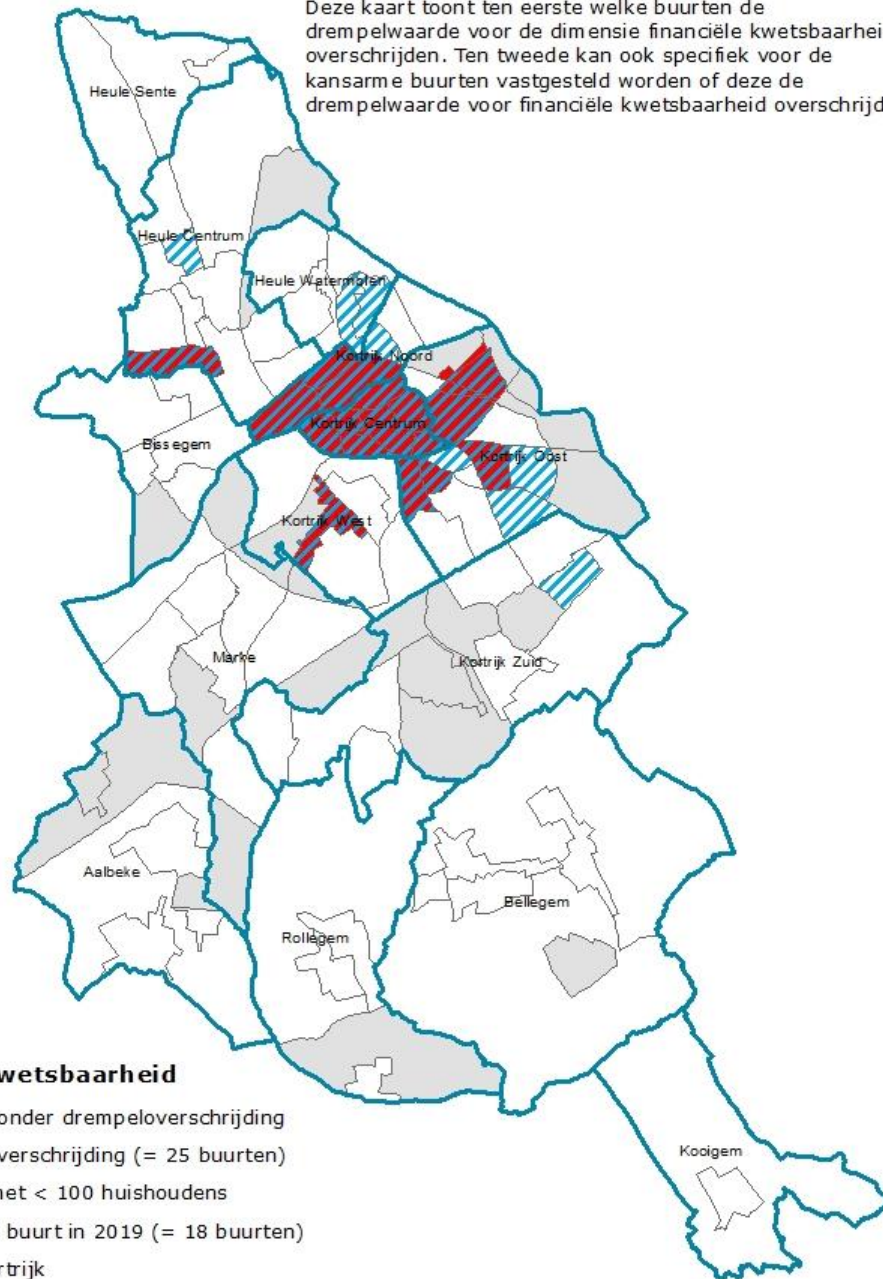 Deze kaart toont ten eerste welke buurten de
drempelwaarde voor de dimensie financiële kwetsbaarhei
overschrijden. Ten tweede kan ook specifiek voor de
kansarme buurten vastgesteld worden of deze de
drempelwaarde voor financiële kwetsbaarheid overschrijd
Heule Sente
Heule Centrum
Heule Watermolen
Kortrijk Noord
Kortrijk Centrum
Bissegem
Kortrijk Oost
Kortrijk West
Marke
Kortrijk Zuid
Aalbeke
Bellegem
Rollegem
wetsbaarheid
onder drempeloverschrijding
verschrijding (= 25 buurten)
net < 100 huishoudens
buurt in 2019 (= 18 buurten)
rtrijk
Kooigem